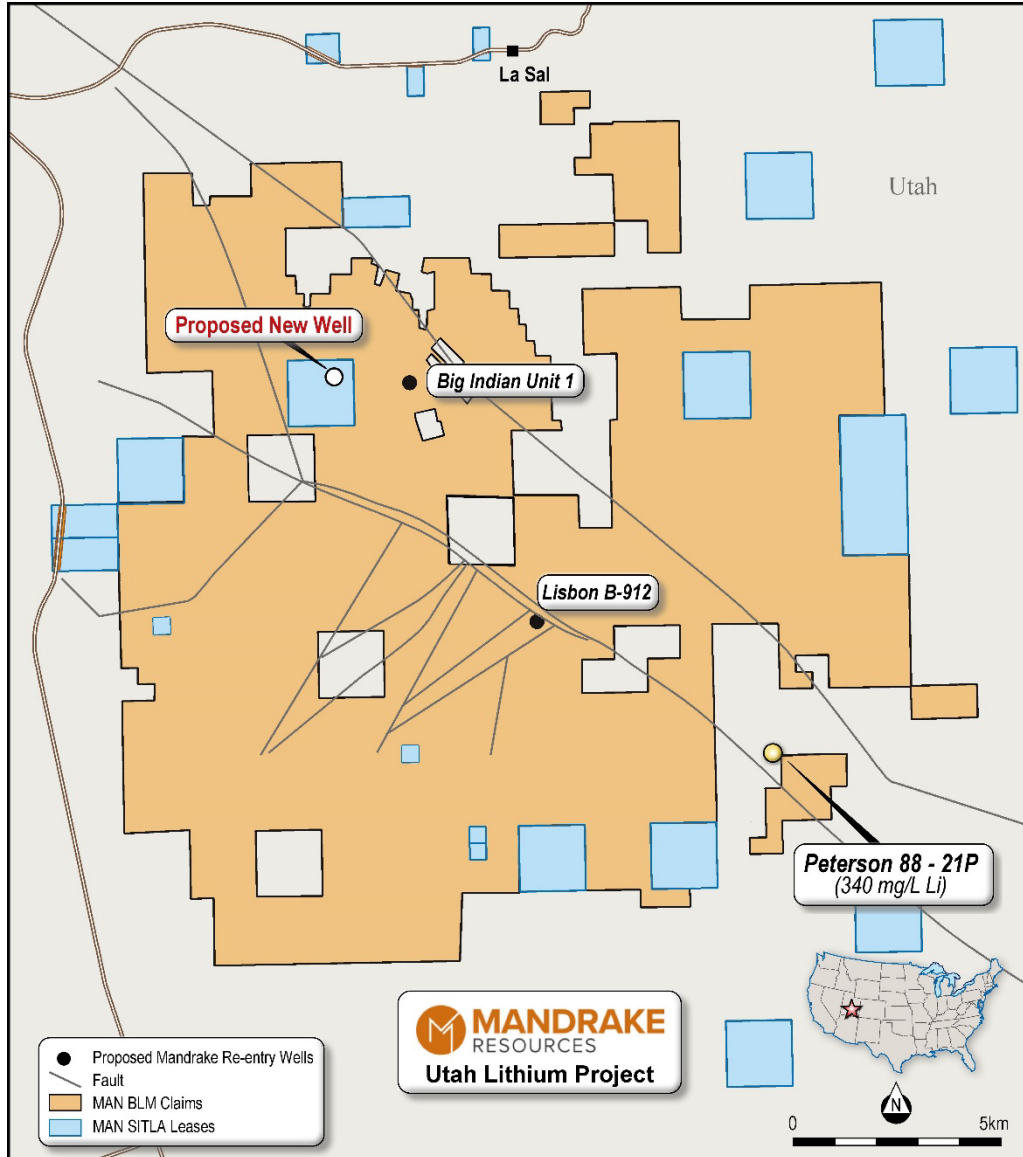 La Sal
Utah
Proposed New Well
Big Indian Unit 1
Lisbon B-912
Peterson 88 - 21P
(340 mg/L Li)
MANDRAKE
RESOURCES
Utah Lithium Project
Proposed Mandrake Re-entry Wells
Fault
MAN BLM Claims
MAN SITLA Leases
N
0 5km